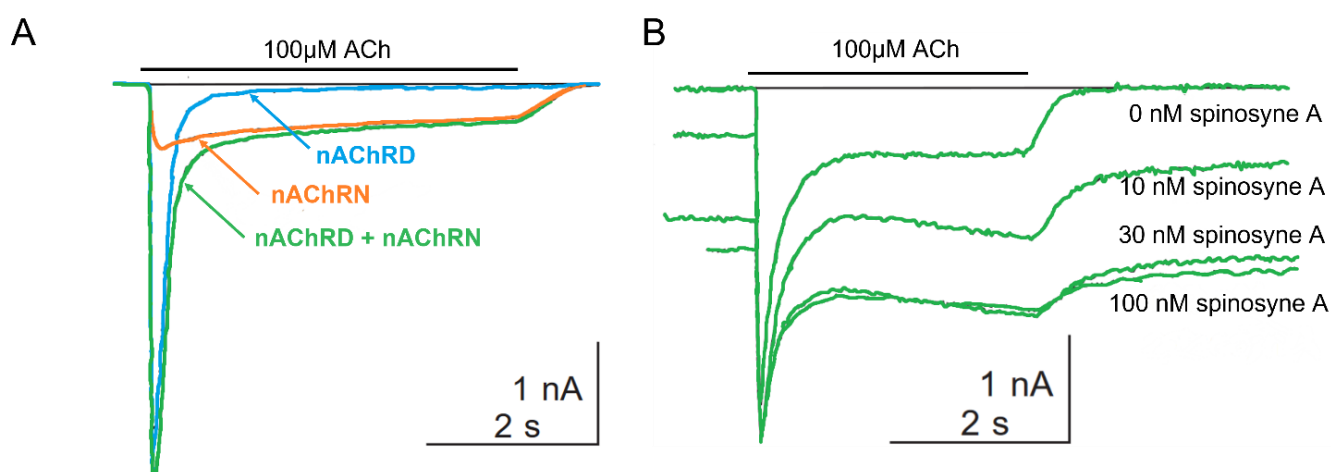 A
100µM ACh
nAChRD
nAChRN
nAChRD + nAChRN
1 nA
2 s
B
100µM ACh
0 nM spinosyne A
10 nM spinosyne A
30 nM spinosyne A
100 nM spinosyne A
1 nA
2 s